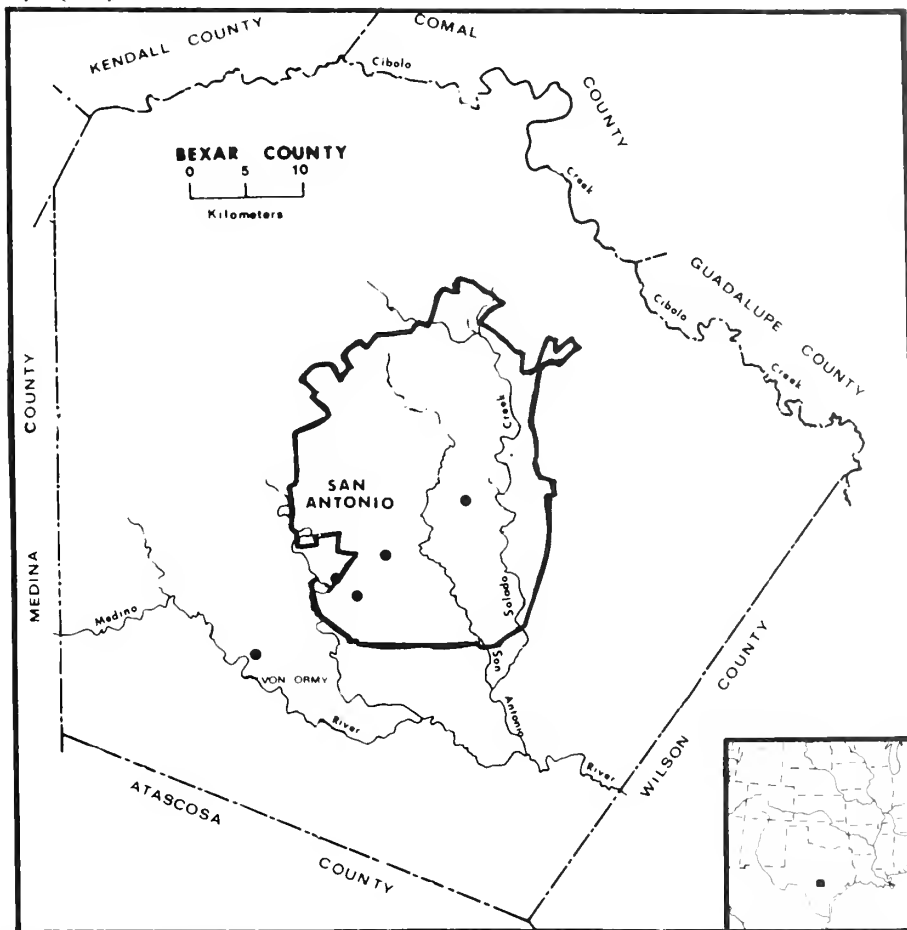 KENDALL COUNTY
COMAL
COUNTY
Cibolo
Creek
BEXAR COUNTY
0 5 10
Kilometers
GUADALUPE COUNTY
Cibolo
Creek
COUNTY
MEDINA
Creek
Salado
SAN
ANTONIO
Medina
VON ORMY
River
San
Antonio
River
WILSON COUNTY
ATASCOSA
COUNTY